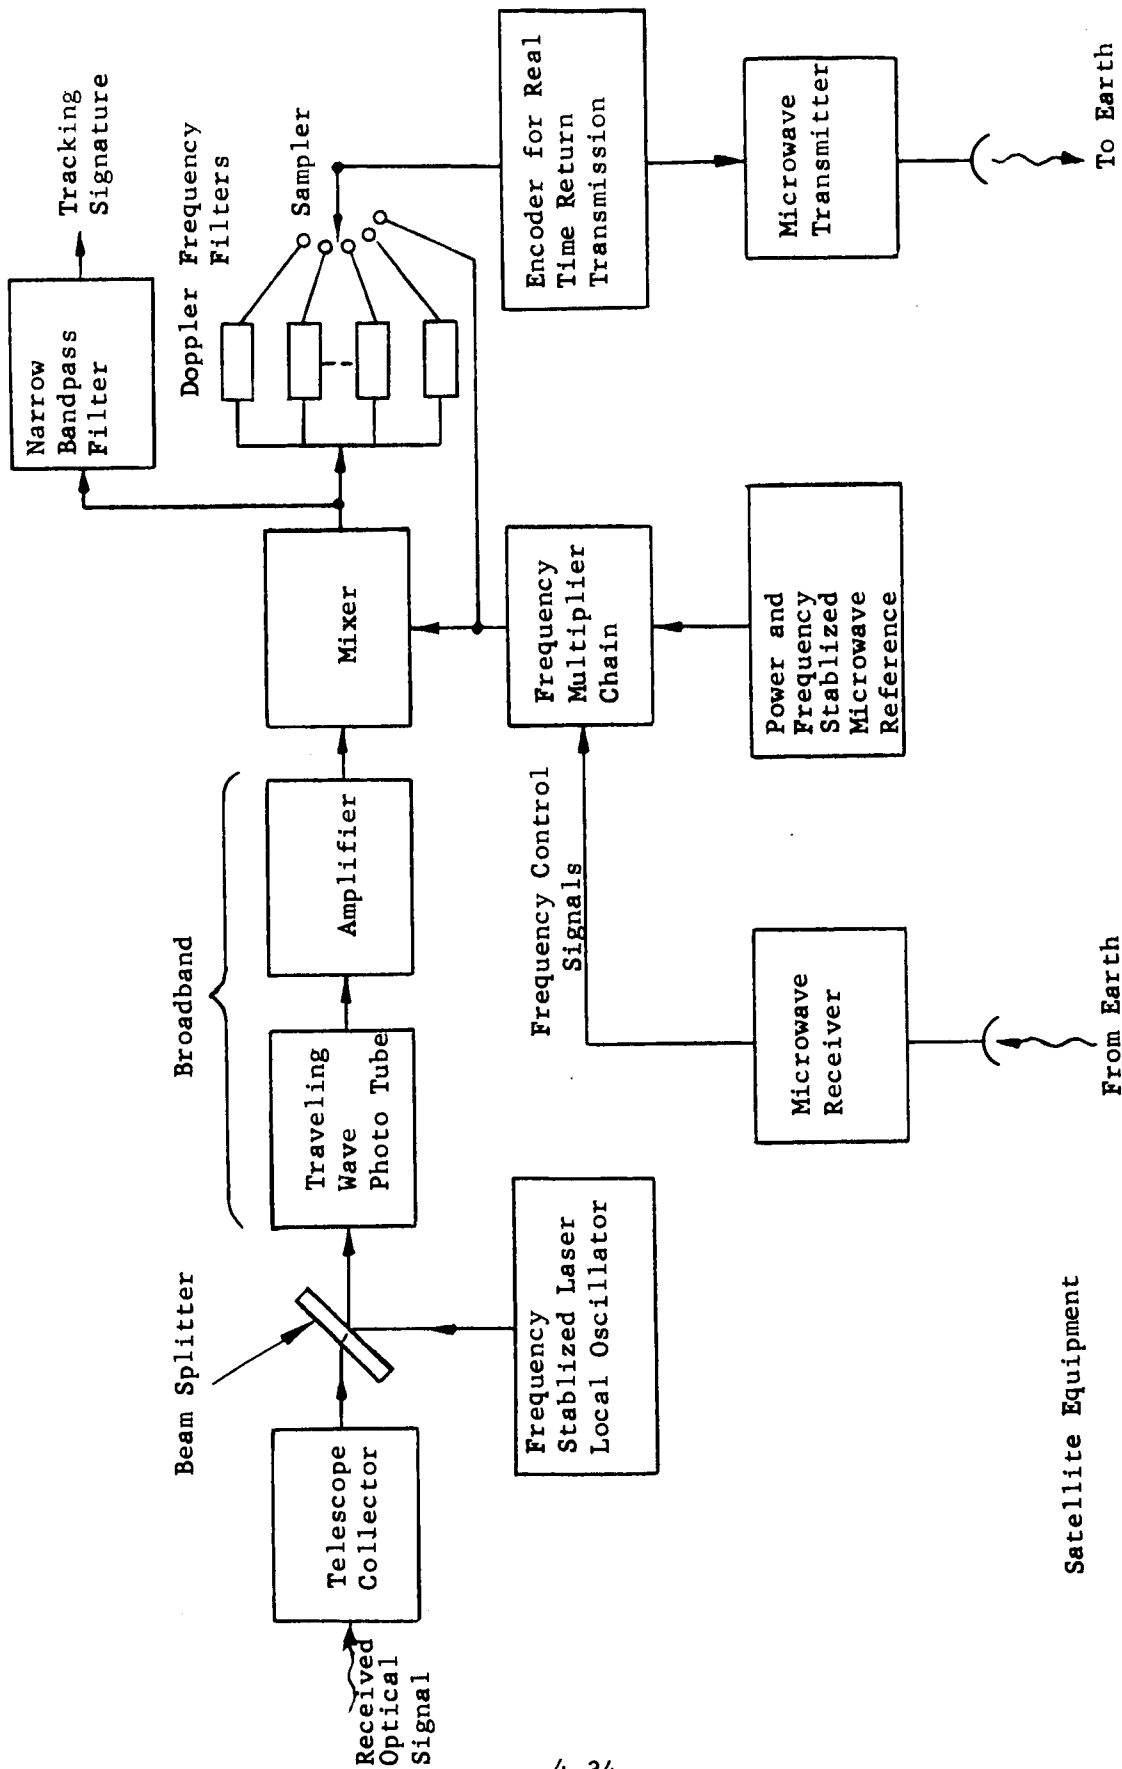 Received
Optical
Signal
Telescope
Collector
Beam Splitter
Frequency
Stablized Laser
Local Oscillator
Broadband
Traveling
Wave
Photo Tube
Amplifier
Mixer
Narrow
Bandpass
Filter
Tracking
Signature
Doppler Frequency
Filters
Sampler
Frequency Control
Signals
Frequency
Multiplier
Chain
Encoder for Real
Time Return
Transmission
Microwave
Receiver
From Earth
Power and
Frequency
Stablized
Microwave
Reference
Microwave
Transmitter
To Earth
Satellite Equipment